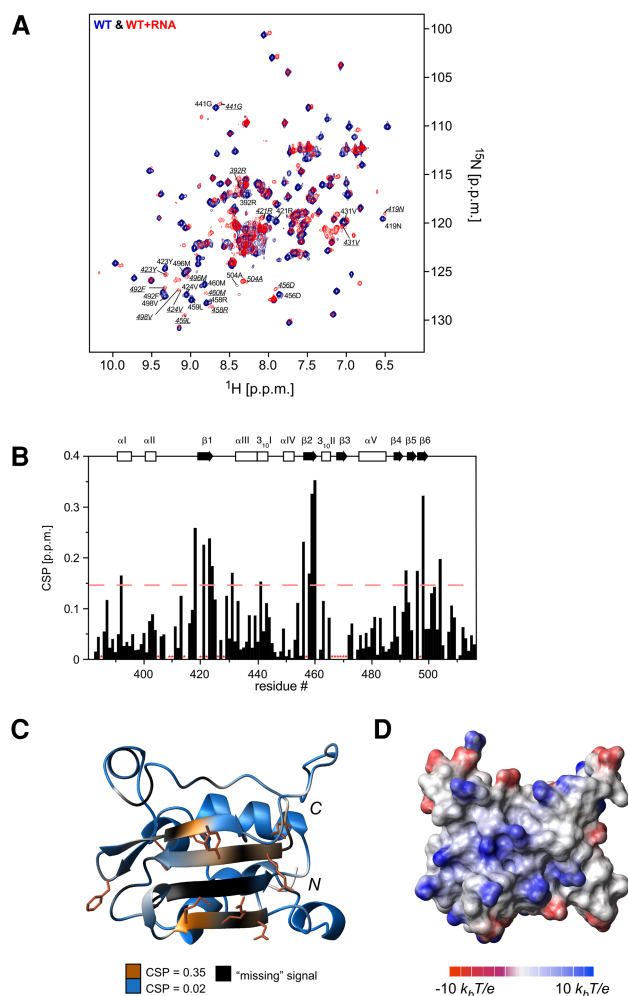 A
WT & WT+RNA
100
105
110
115
120
125
130
15N [p.p.m.]
441G
441G
392R
392R
421R
421R
431V
431V
419N
419N
423Y
423Y
496M
496M
424V
424V
460M
460M
504A
504A
456D
456D
492F
492F
498V
498V
459L
459L
458R
458R
10.0 9.5 9.0 8.5 8.0 7.5 7.0 6.5
1H [p.p.m.]
B
αI αII β1 αIII 310I αIV β2 310II β3 αV β4 β5 β6
0.4
0.3
0.2
0.1
0
CSP [p.p.m.]
400 420 440 460 480 500
residue #
C
C
N
CSP = 0.35
CSP = 0.02
"missing" signal
D
-10 kbT/e
10 kbT/e